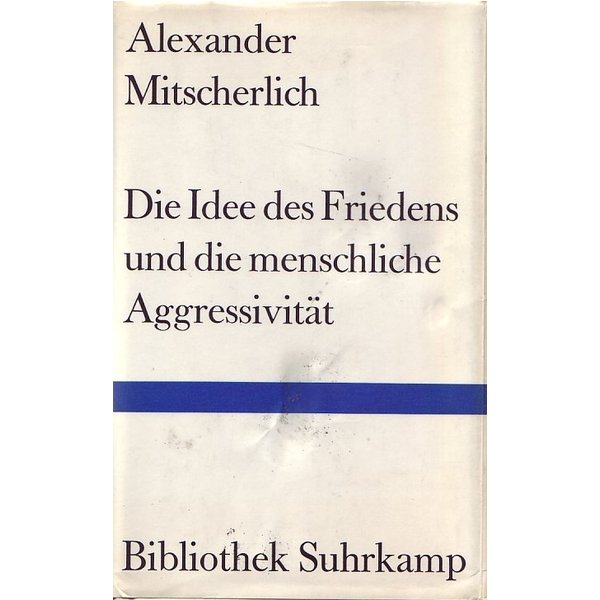 Alexander
Mitscherlich
Die Idee des Friedens
und die menschliche
Aggressivität
Bibliothek Suhrkamp